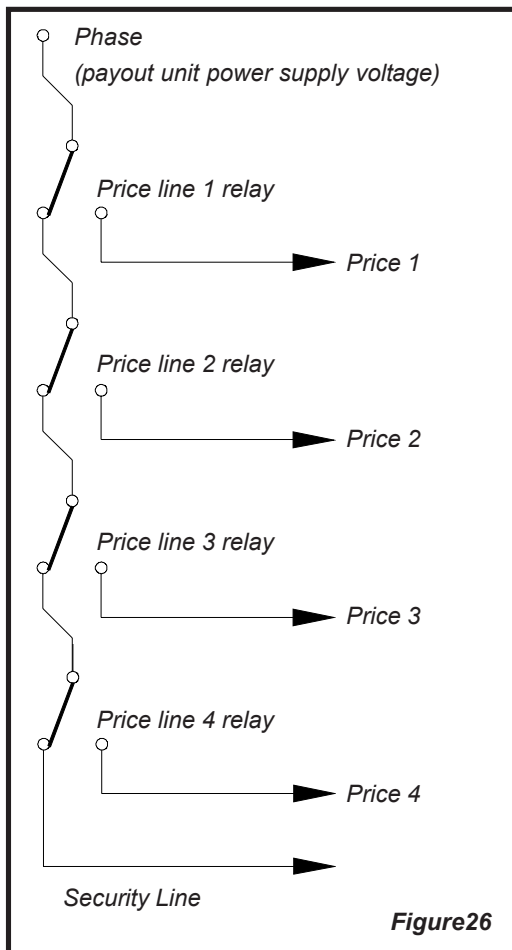 Phase
(payout unit power supply voltage)
Price line 1 relay
Price 1
Price line 2 relay
Price 2
Price line 3 relay
Price 3
Price line 4 relay
Price 4
Security Line
Figure26